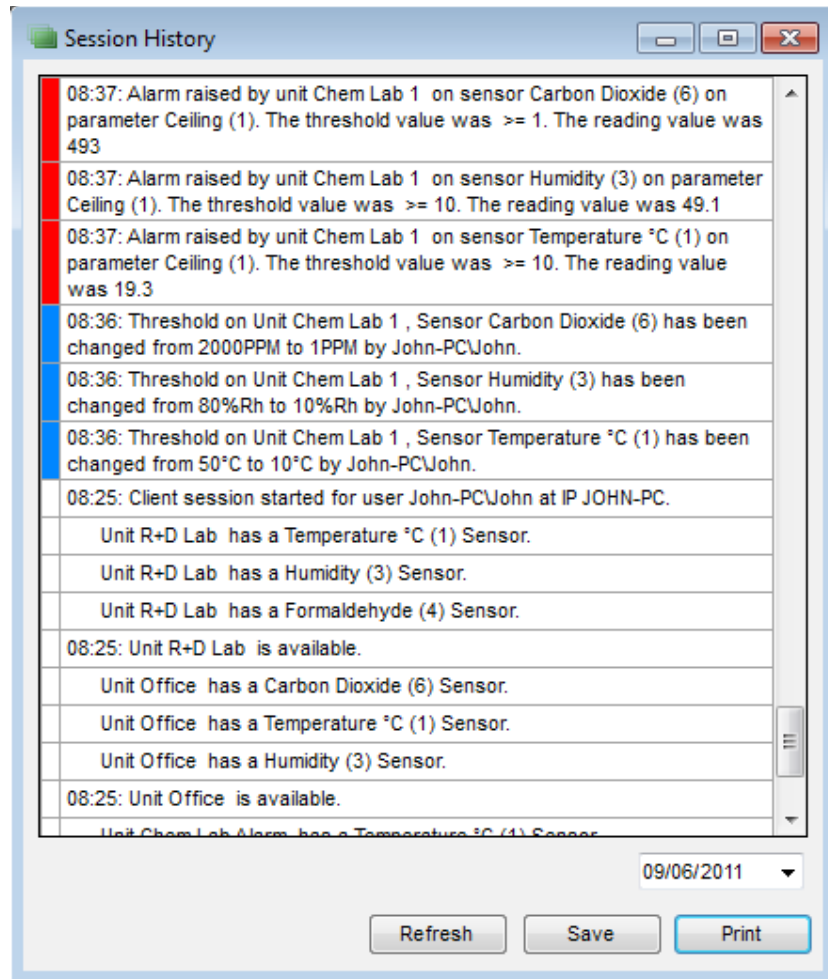 Session History
08:37: Alarm raised by unit Chem Lab 1  on sensor Carbon Dioxide (6) on
parameter Ceiling (1). The threshold value was  >= 1. The reading value was
493
08:37: Alarm raised by unit Chem Lab 1  on sensor Humidity (3) on parameter
Ceiling (1). The threshold value was  >= 10. The reading value was 49.1
08:37: Alarm raised by unit Chem Lab 1  on sensor Temperature °C (1) on
parameter Ceiling (1). The threshold value was  >= 10. The reading value
was 19.3
08:36: Threshold on Unit Chem Lab 1 , Sensor Carbon Dioxide (6) has been
changed from 2000PPM to 1PPM by John-PC\John.
08:36: Threshold on Unit Chem Lab 1 , Sensor Humidity (3) has been
changed from 80%Rh to 10%Rh by John-PC\John.
08:36: Threshold on Unit Chem Lab 1 , Sensor Temperature °C (1) has been
changed from 50°C to 10°C by John-PC\John.
08:25: Client session started for user John-PC\John at IP JOHN-PC.
Unit R+D Lab  has a Temperature °C (1) Sensor.
Unit R+D Lab  has a Humidity (3) Sensor.
Unit R+D Lab  has a Formaldehyde (4) Sensor.
08:25: Unit R+D Lab  is available.
Unit Office  has a Carbon Dioxide (6) Sensor.
Unit Office  has a Temperature °C (1) Sensor.
Unit Office  has a Humidity (3) Sensor.
08:25: Unit Office  is available.
Unit Chem Lab Alarm  has a Temperature °C (1) Sensor
09/06/2011
Refresh
Save
Print